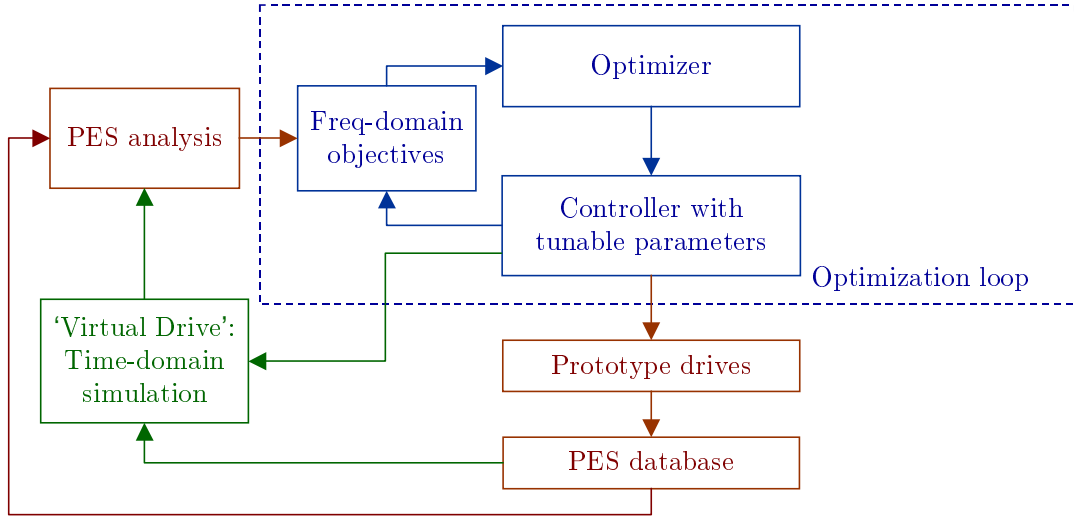 Optimizer
PES analysis
Freq-domain
objectives
Controller with
tunable parameters
Optimization loop
‘Virtual Drive’:
Time-domain
simulation
Prototype drives
PES database